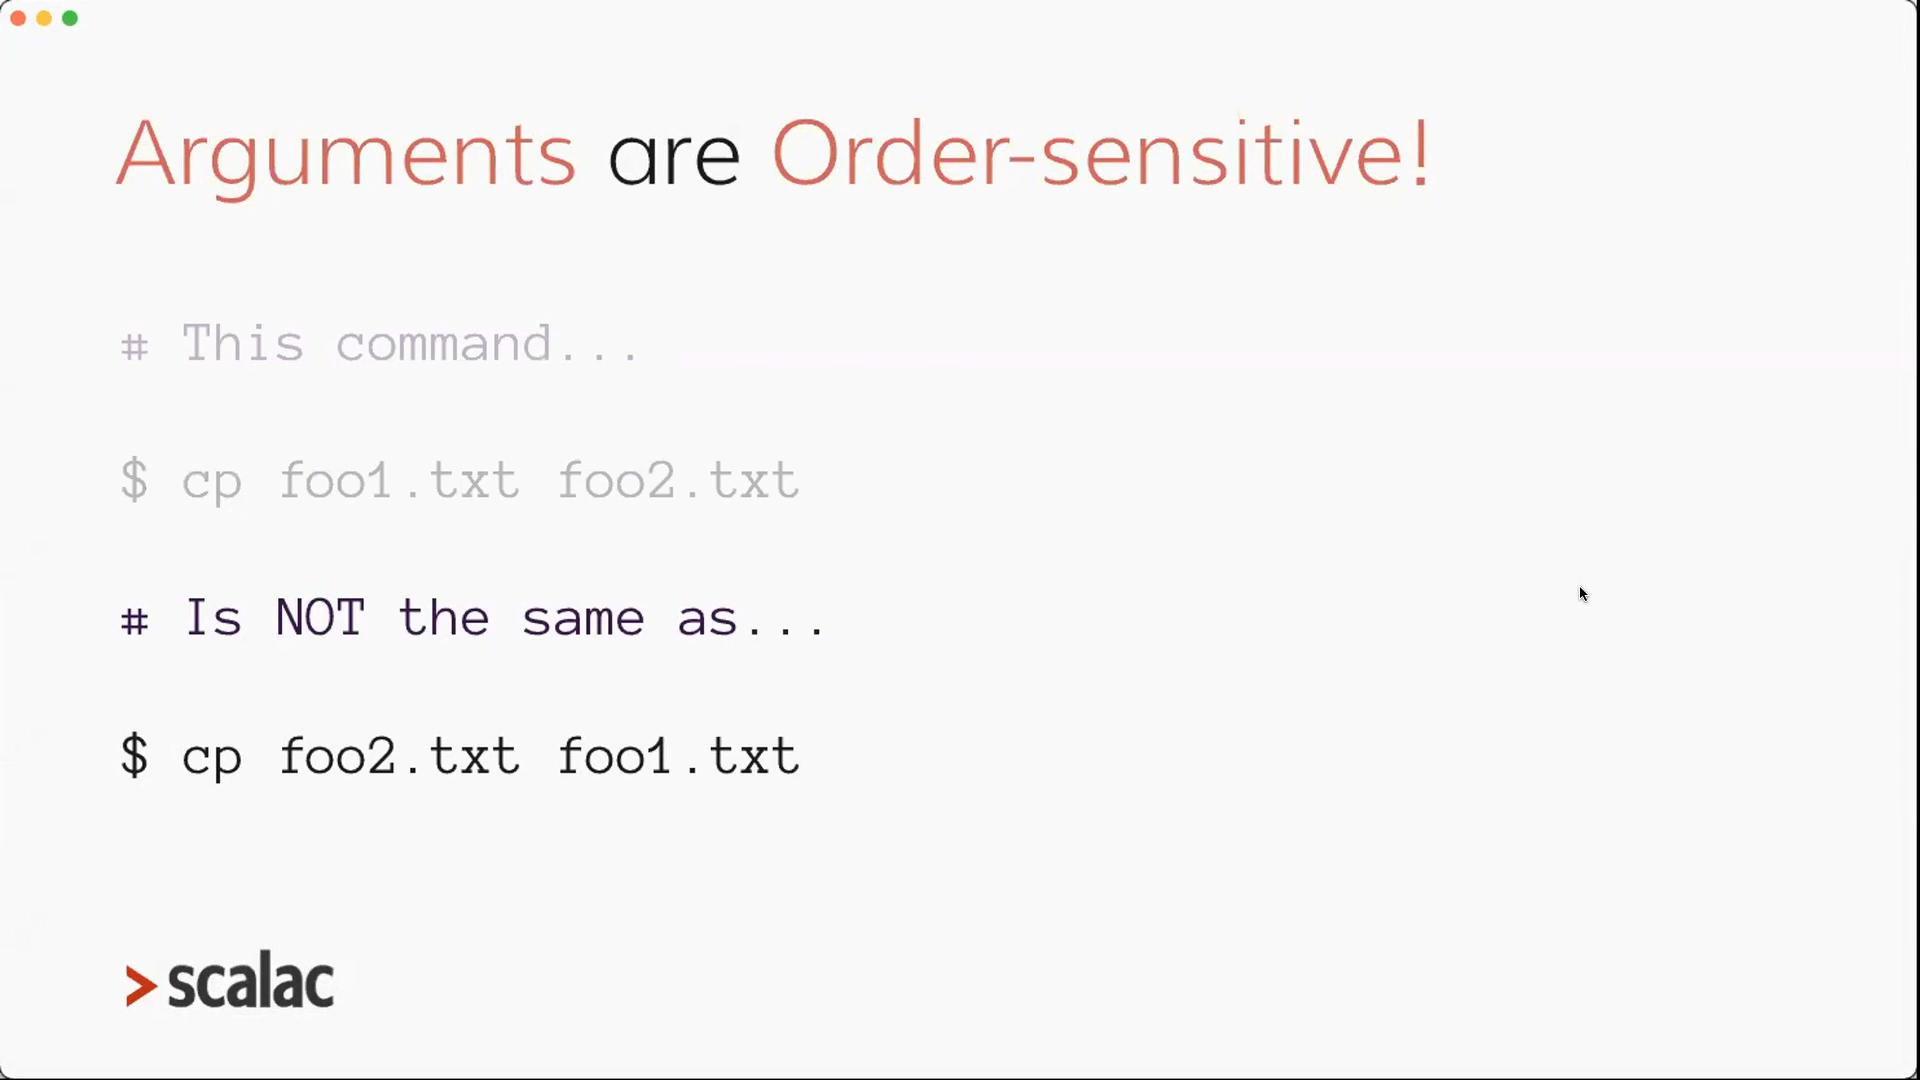 Arguments are Order-sensitive!
# This command...
$ cp foo1.txt foo2.txt
# Is NOT the same as...
$ cp foo2.txt foo1.txt
> scalac